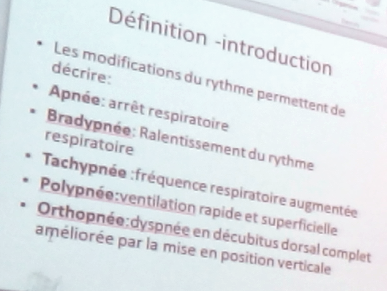 Définition -introduction
• Les modifications du rythme permettent de
décrire:
• Apnée: arrêt respiratoire
• Bradypnée: Ralentissement du rythme
respiratoire
• Tachypnée :fréquence respiratoire augmentée
• Polypnée:ventilation rapide et superficielle
• Orthopnée:dyspnée en décubitus dorsal complet
améliorée par la mise en position verticale